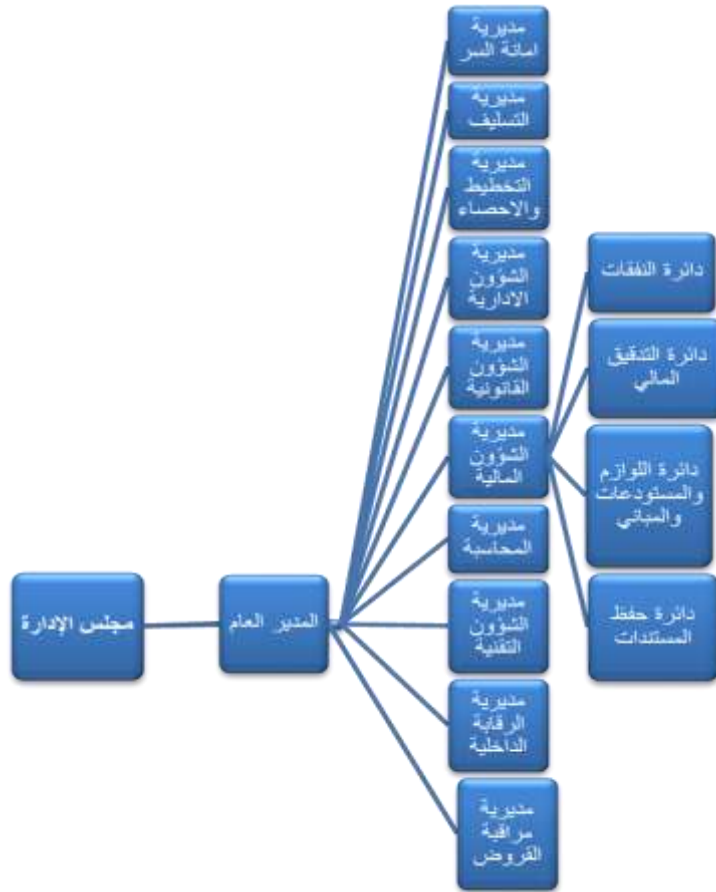 مديرية
امانة السر
مديرية
التسليف
مديرية
التخطيط
والاحصاء
مديرية
الشؤون
الادارية
مديرية
الشؤون
القانونية
مديرية
الشؤون
المالية
مديرية
المحاسبة
مديرية
الشؤون
التقنية
مديرية
الرقابة
الداخلية
مديرية
مراقبة
القروض
دائرة النفقات
دائرة التدقيق
المالي
دائرة اللوازم
والمستودعات
والمباني
دائرة حفظ
المستندات
المدير العام
مجلس الإدارة